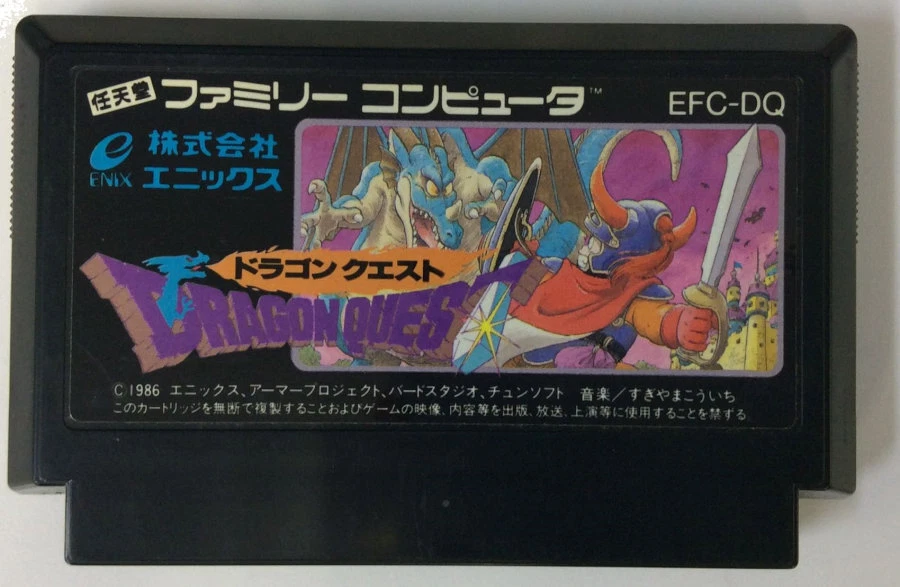 任天堂 ファミリー コンピュータ™ EFC-DQ
株式会社
ENIX エニックス
ドラゴンクエスト
DRAGON QUEST
©1986 エニックス、アーマープロジェクト、バードスタジオ、チュンソフト 音楽/すぎやまこういち
このカートリッジを無断で複製することおよびゲームの映像、内容等を出版、放送、上演等に使用することを禁ずる